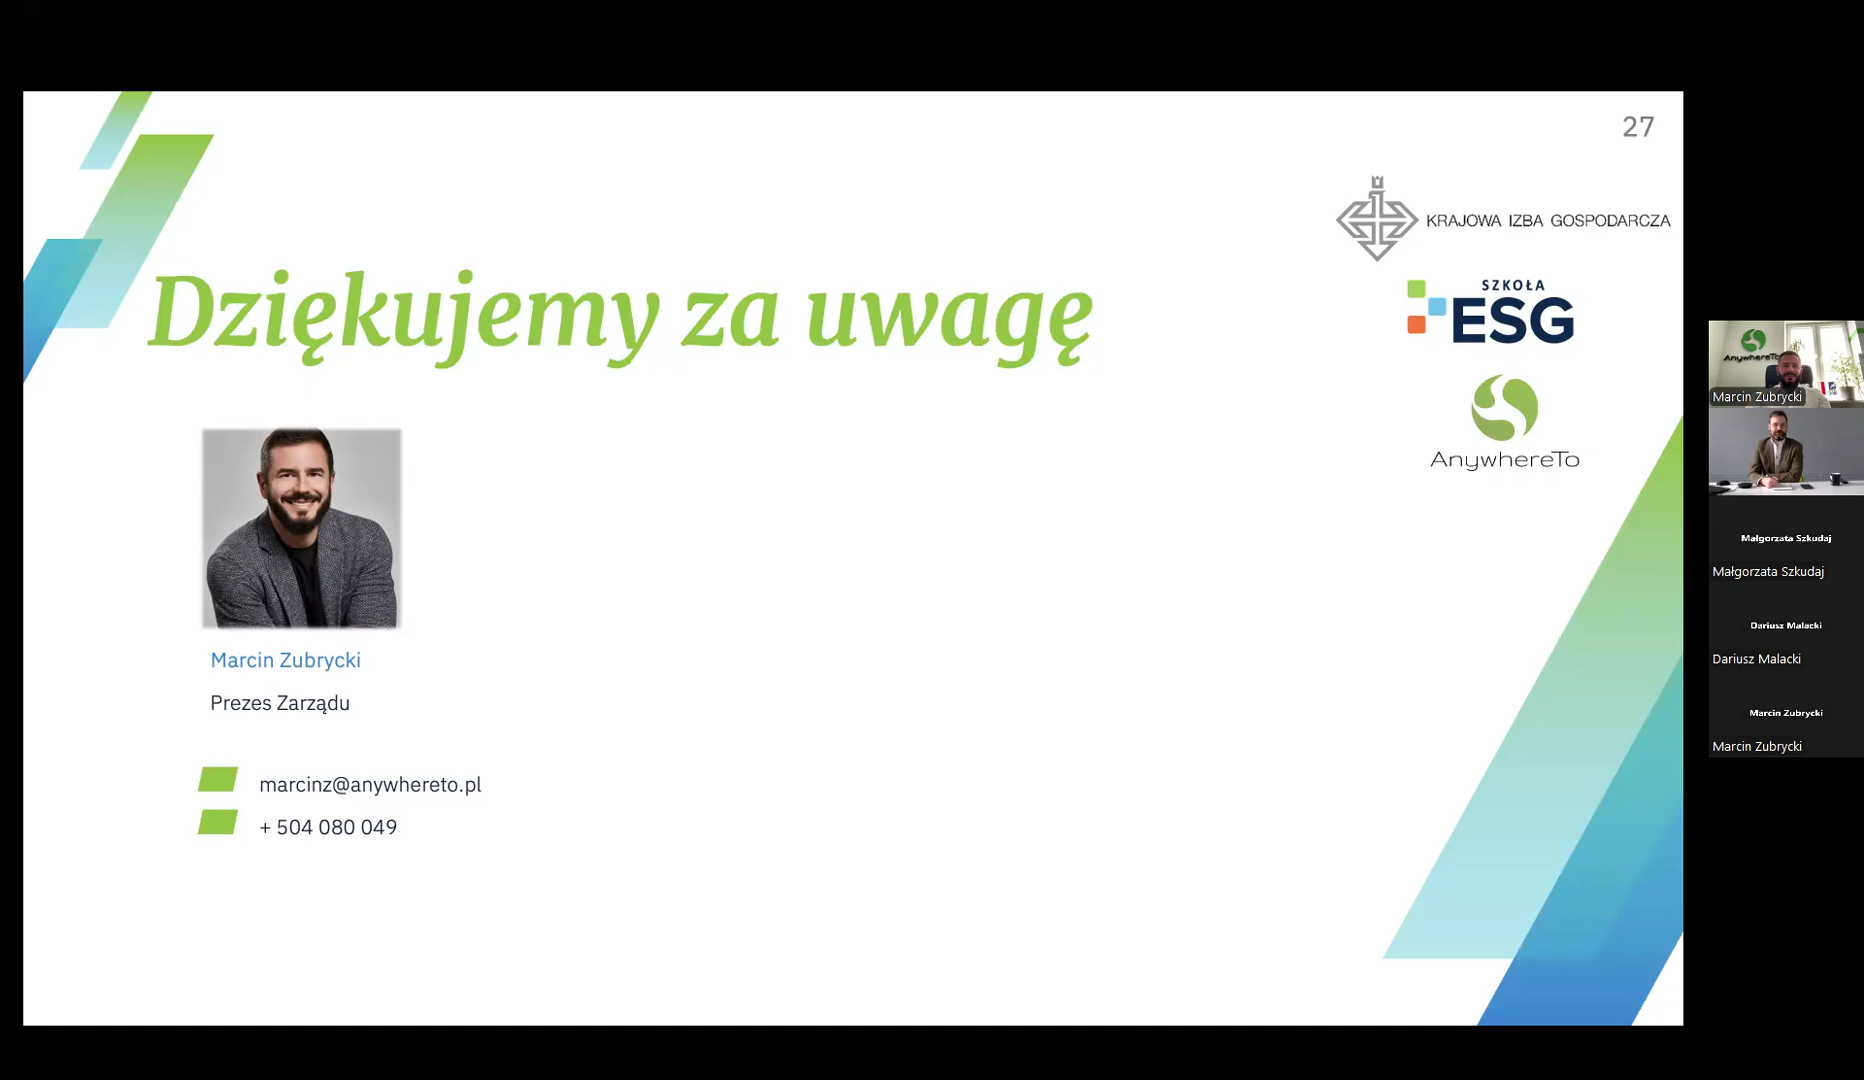 27
KRAJOWA IZBA GOSPODARCZA
SZKOŁA
ESG
AnywhereTo
Dziękujemy za uwagę
Marcin Zubrycki
Prezes Zarządu
marcinz@anywhereto.pl
+ 504 080 049
AnywhereTo
Marcin Zubrycki
Małgorzata Szkudaj
Małgorzata Szkudaj
Dariusz Malacki
Dariusz Malacki
Marcin Zubrycki
Marcin Zubrycki